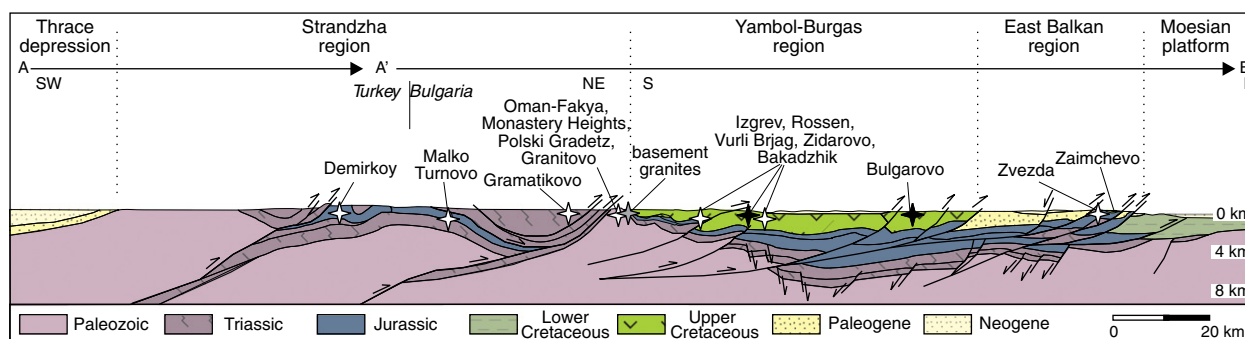 Thrace
depression
Strandzha
region
Yambol-Burgas
region
East Balkan
region
Moesian
platform
A
A'
SW
NE
S
Turkey
Bulgaria
Demirkoy
Malko
Turnovo
Gramatikovo
Oman-Fakya,
Monastery Heights,
Polski Gradetz,
Granitovo
basement
granites
Izgrev, Rossen,
Vurli Brjag, Zidarovo,
Bakadzhik
Bulgarovo
Zvezda
Zaimchevo
0 km
4 km
8 km
Paleozoic
Triassic
Jurassic
Lower
Cretaceous
Upper
Cretaceous
Paleogene
Neogene
0
20 km